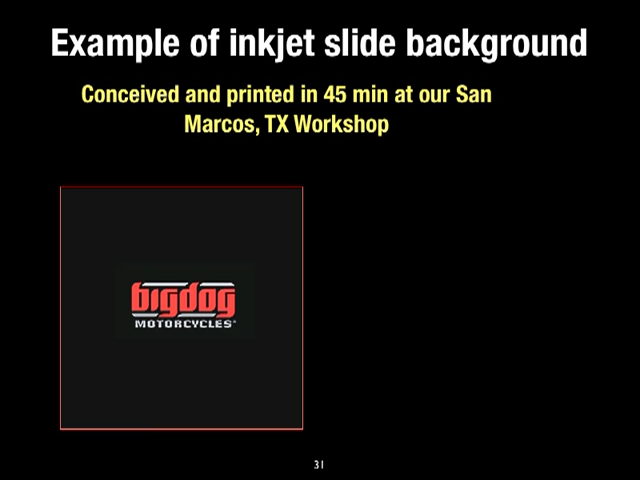 Example of inkjet slide background
Conceived and printed in 45 min at our San
Marcos, TX Workshop
bigdog
MOTORCYCLES
31